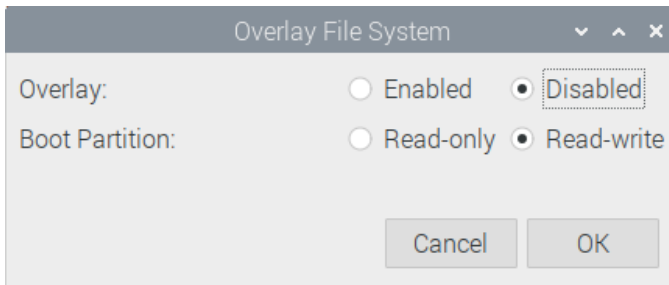 Overlay File System
Overlay: Enabled Disabled
Boot Partition: Read-only Read-write
Cancel OK